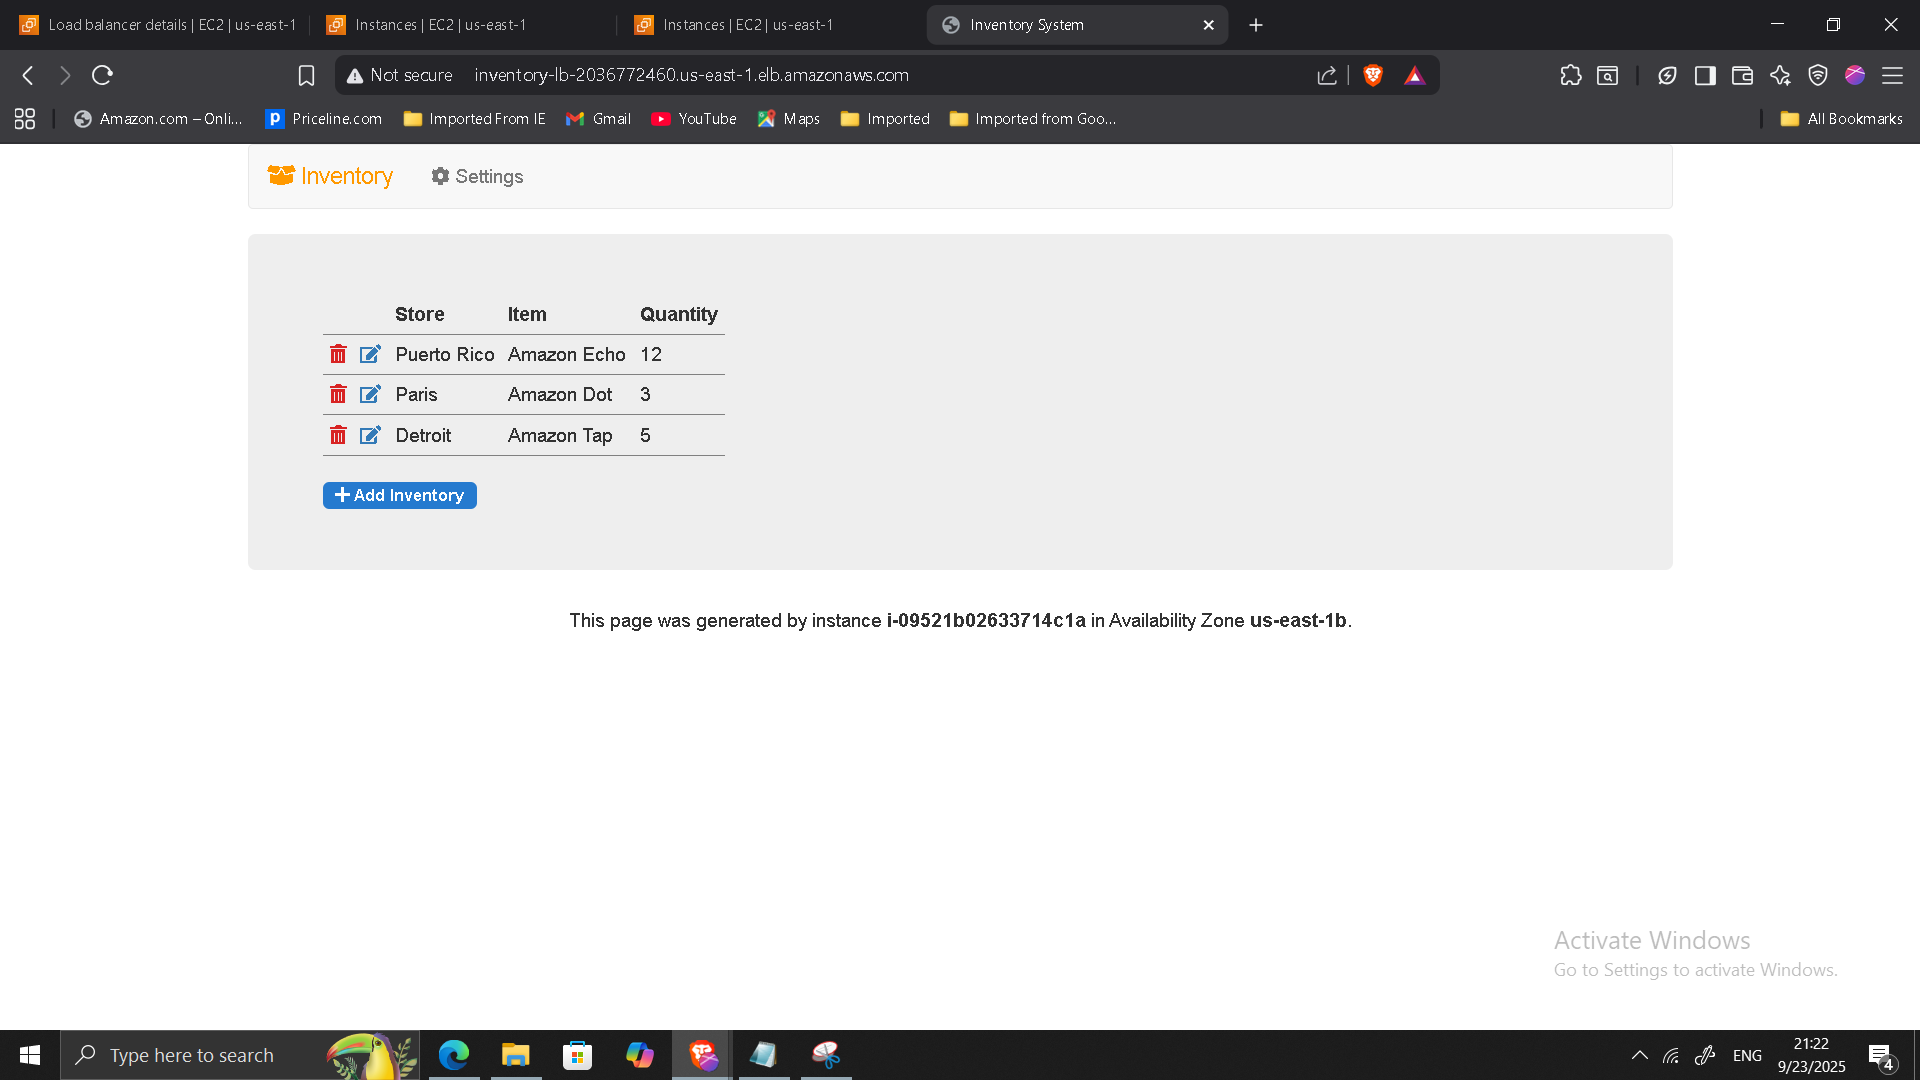 Load balancer details | EC2 | us-east-1
Instances | EC2 | us-east-1
Instances | EC2 | us-east-1
Inventory System
Not secure inventory-lb-2036772460.us-east-1.elb.amazonaws.com
Amazon.com – Onli...
Priceline.com
Imported From IE
Gmail
YouTube
Maps
Imported
Imported from Goo...
All Bookmarks
Inventory
Settings
Store Item Quantity
Puerto Rico Amazon Echo 12
Paris Amazon Dot 3
Detroit Amazon Tap 5
Add Inventory
This page was generated by instance i-09521b02633714c1a in Availability Zone us-east-1b.
Activate Windows
Go to Settings to activate Windows.
Type here to search
ENG
21:22
9/23/2025
4